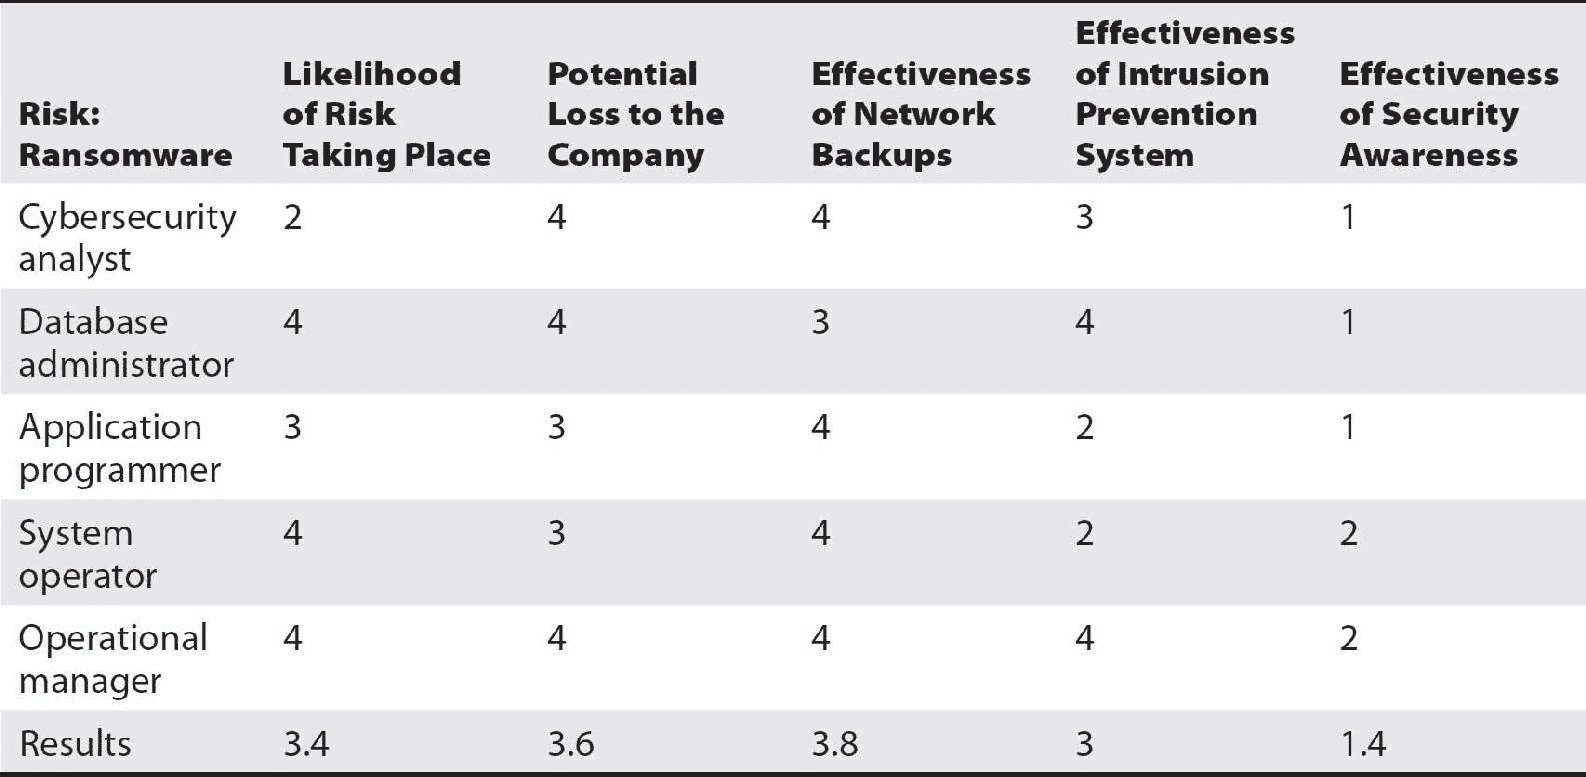 Risk: Ransomware | Likelihood of Risk Taking Place | Potential Loss to the Company | Effectiveness of Network Backups | Effectiveness of Intrusion Prevention System | Effectiveness of Security Awareness
Cybersecurity analyst | 2 | 4 | 4 | 3 | 1
Database administrator | 4 | 4 | 3 | 4 | 1
Application programmer | 3 | 3 | 4 | 2 | 1
System operator | 4 | 3 | 4 | 2 | 2
Operational manager | 4 | 4 | 4 | 4 | 2
Results | 3.4 | 3.6 | 3.8 | 3 | 1.4